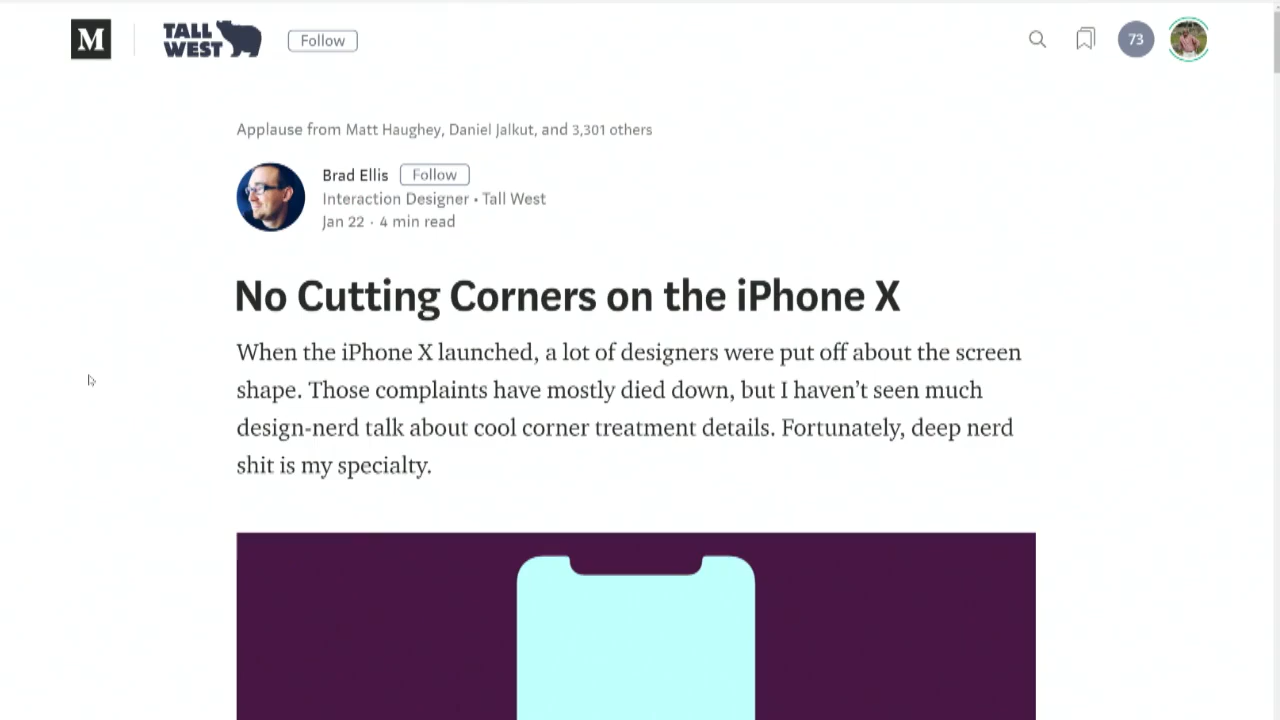 M
TALL
WEST
Follow
73
Applause from Matt Haughey, Daniel Jalkut, and 3,301 others
Brad Ellis Follow
Interaction Designer • Tall West
Jan 22 · 4 min read
No Cutting Corners on the iPhone X
When the iPhone X launched, a lot of designers were put off about the screen
shape. Those complaints have mostly died down, but I haven’t seen much
design-nerd talk about cool corner treatment details. Fortunately, deep nerd
shit is my specialty.